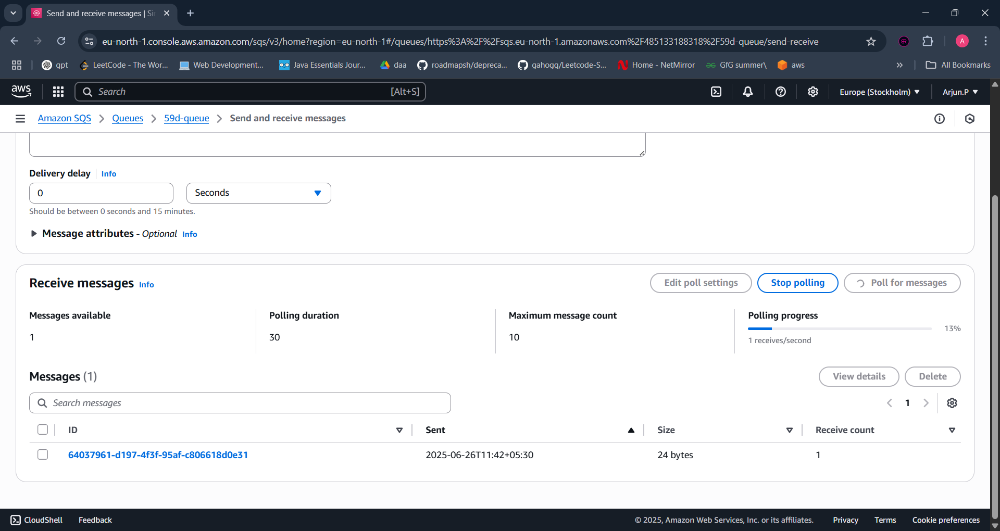 Send and receive messages | Sir
eu-north-1.console.aws.amazon.com/sqs/v3/home?region=eu-north-1#/queues/https%3A%2F%2Fsqs.eu-north-1.amazonaws.com%2F485133188318%2F59d-queue/send-receive
A
gpt
LeetCode - The Wor...
Web Development...
Java Essentials Jour...
daa
roadmapsh/depreca...
gahogg/Leetcode-S...
Home - NetMirror
GfG summer\
aws
All Bookmarks
aws
Search
[Alt+S]
Europe (Stockholm)
Arjun.P
Amazon SQS
Queues
59d-queue
Send and receive messages
Delivery delay
Info
0
Seconds
Should be between 0 seconds and 15 minutes.
Message attributes - Optional Info
Receive messages Info
Edit poll settings
Stop polling
Poll for messages
Messages available
1
Polling duration
30
Maximum message count
10
Polling progress
13%
1 receives/second
Messages (1)
View details
Delete
Search messages
1
ID
Sent
Size
Receive count
64037961-d197-4f3f-95af-c806618d0e31
2025-06-26T11:42+05:30
24 bytes
1
CloudShell
Feedback
© 2025, Amazon Web Services, Inc. or its affiliates.
Privacy
Terms
Cookie preferences